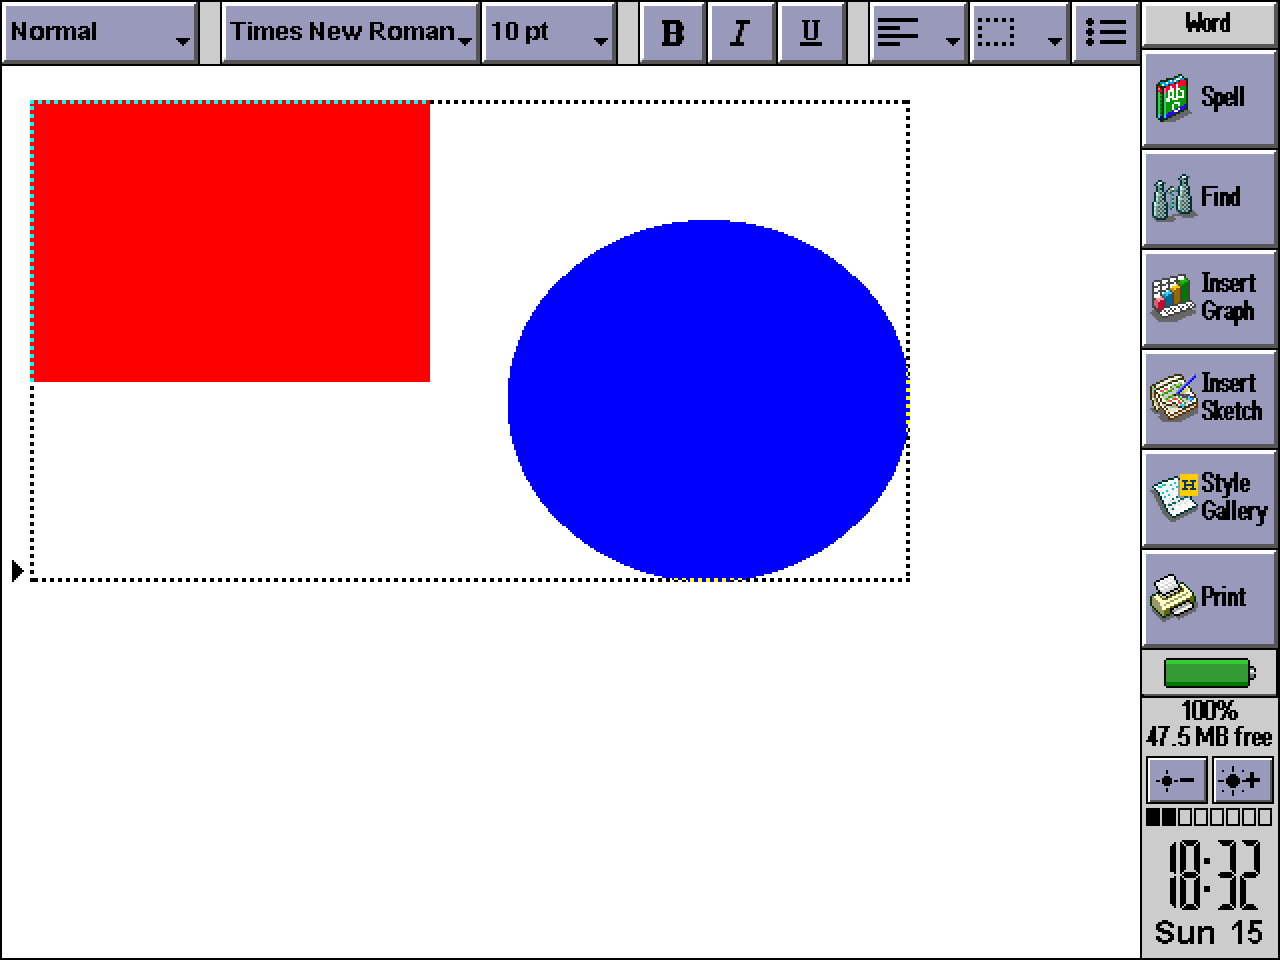 Normal
Times New Roman
10 pt
B
I
U
Word
Spell
Find
Insert
Graph
Insert
Sketch
H
Style
Gallery
Print
100%
47.5 MB free
18:32
Sun 15